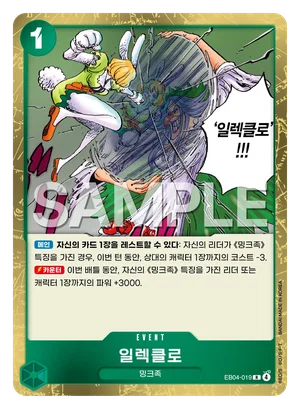 1
'일렉클로'
!!!
SAMPLE
메인 자신의 카드 1장을 레스트할 수 있다: 자신의 리더가 《밍크족》
특징을 가진 경우, 이번 턴 동안, 상대의 캐릭터 1장까지의 코스트 -3.
카운터 이번 배틀 동안, 자신의 《밍크족》 특징을 가진 리더 또는
캐릭터 1장까지의 파워 +3000.
EVENT
일렉클로
밍크족
EB04-019 R